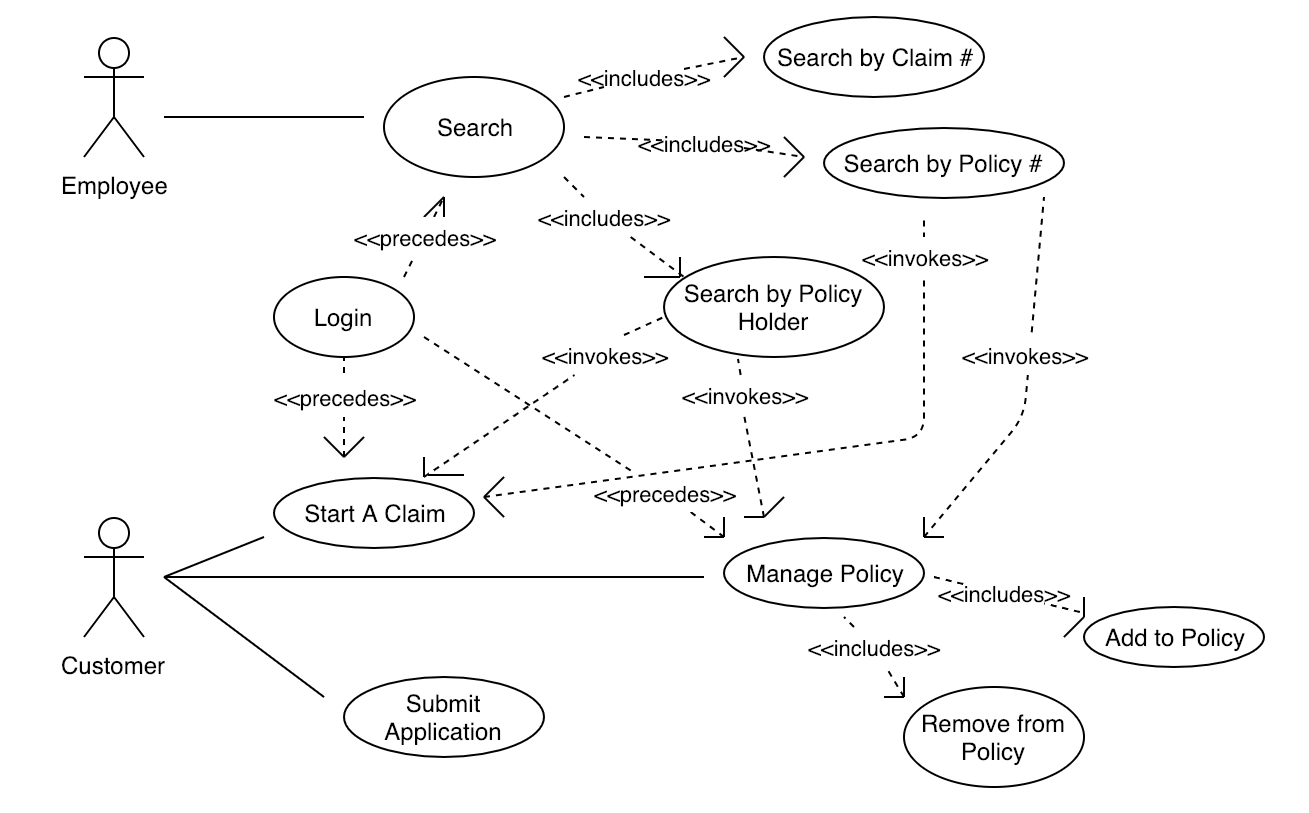 Search by Claim #
<<includes>>
Search
<<includes>>
Search by Policy #
Employee
<<includes>>
<<precedes>>
<<invokes>>
Search by Policy
Holder
Login
<<invokes>>
<<invokes>>
<<invokes>>
<<precedes>>
<<precedes>>
Start A Claim
Manage Policy
<<includes>>
Add to Policy
<<includes>>
Customer
Submit
Application
Remove from
Policy